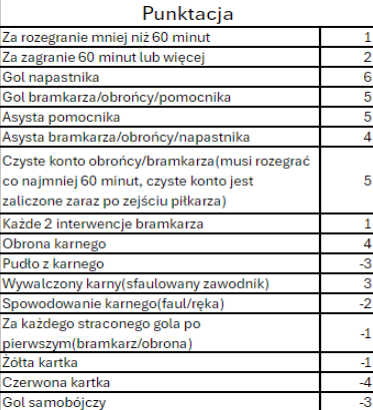 Punktacja
Za rozegranie mniej niż 60 minut 1
Za zagranie 60 minut lub więcej 2
Gol napastnika 6
Gol bramkarza/obrońcy/pomocnika 5
Asysta pomocnika 5
Asysta bramkarza/obrońcy/napastnika 4
Czyste konto obrońcy/bramkarza(musi rozegrać
co najmniej 60 minut, czyste konto jest 5
zaliczone zaraz po zejściu piłkarza)
Każde 2 interwencje bramkarza 1
Obrona karnego 4
Pudło z karnego -3
Wywalczony karny(sfaulowany zawodnik) 3
Spowodowanie karnego(faul/ręka) -2
Za każdego straconego gola po
pierwszym(bramkarz/obrona) -1
Żółta kartka -1
Czerwona kartka -4
Gol samobójczy -3